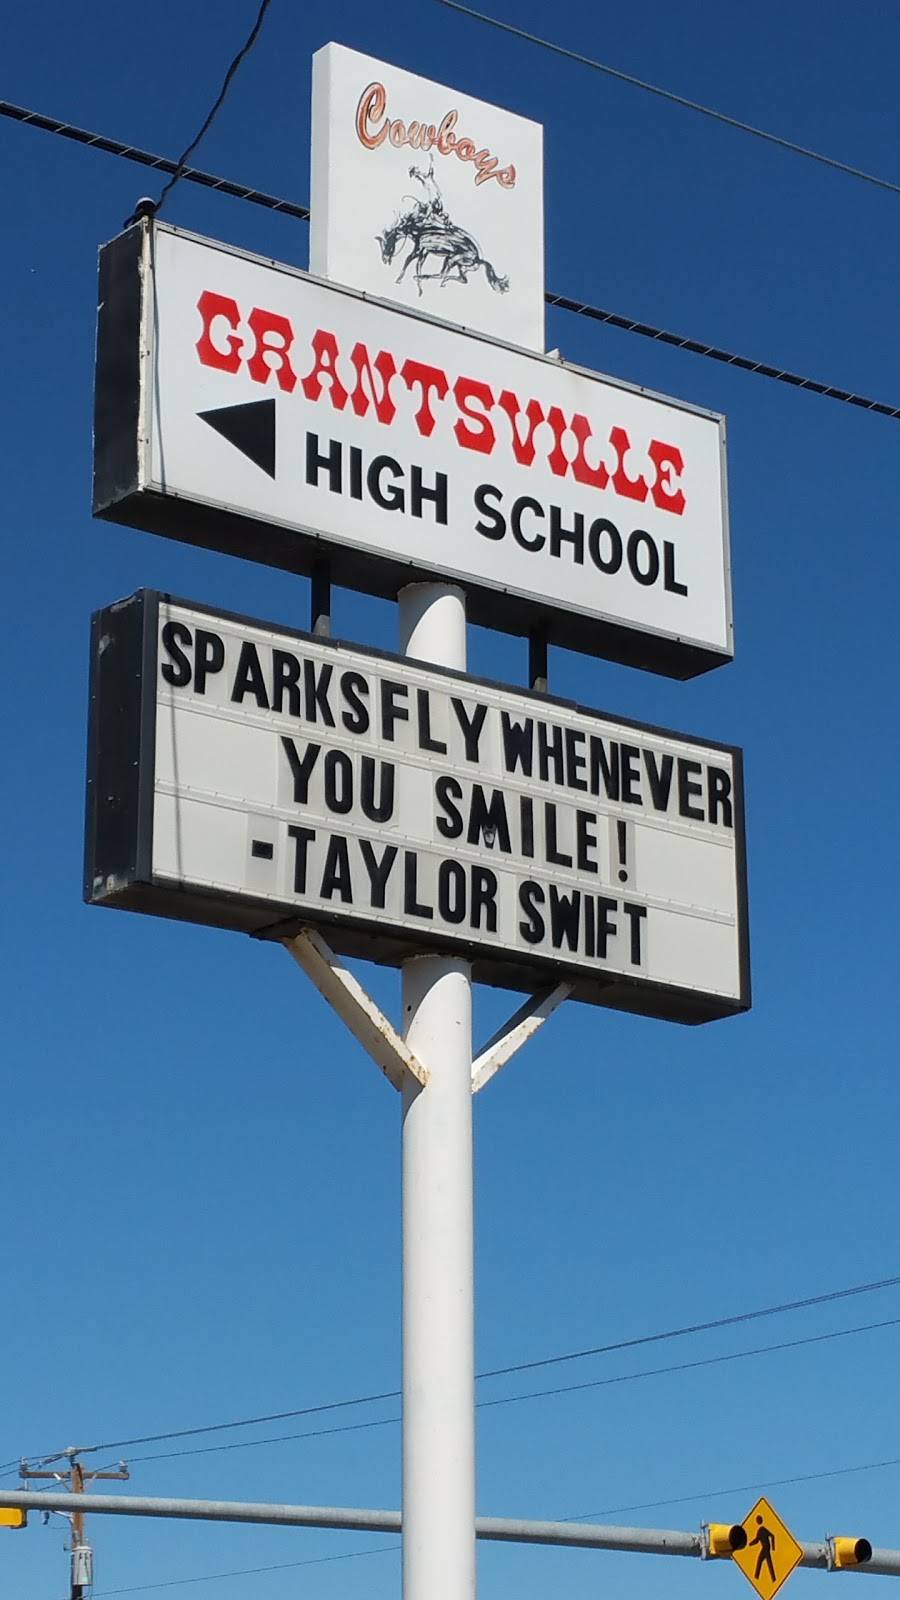 Cowboys
GRANTSVILLE
HIGH SCHOOL
SPARKS FLY WHENEVER
YOU SMILE!
-TAYLOR SWIFT